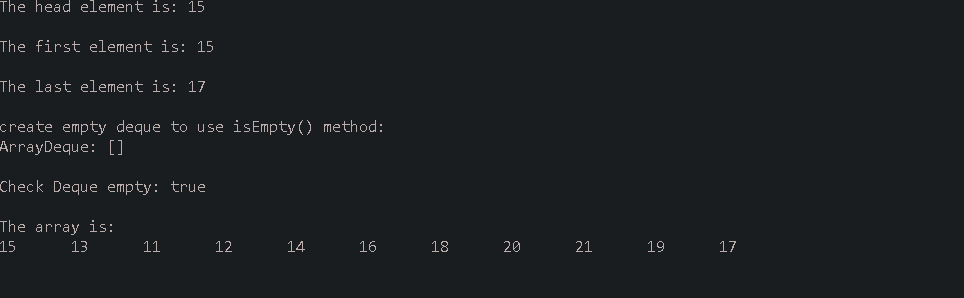 The head element is: 15
The first element is: 15
The last element is: 17
create empty deque to use isEmpty() method:
ArrayDeque: []
Check Deque empty: true
The array is:
15 13 11 12 14 16 18 20 21 19 17